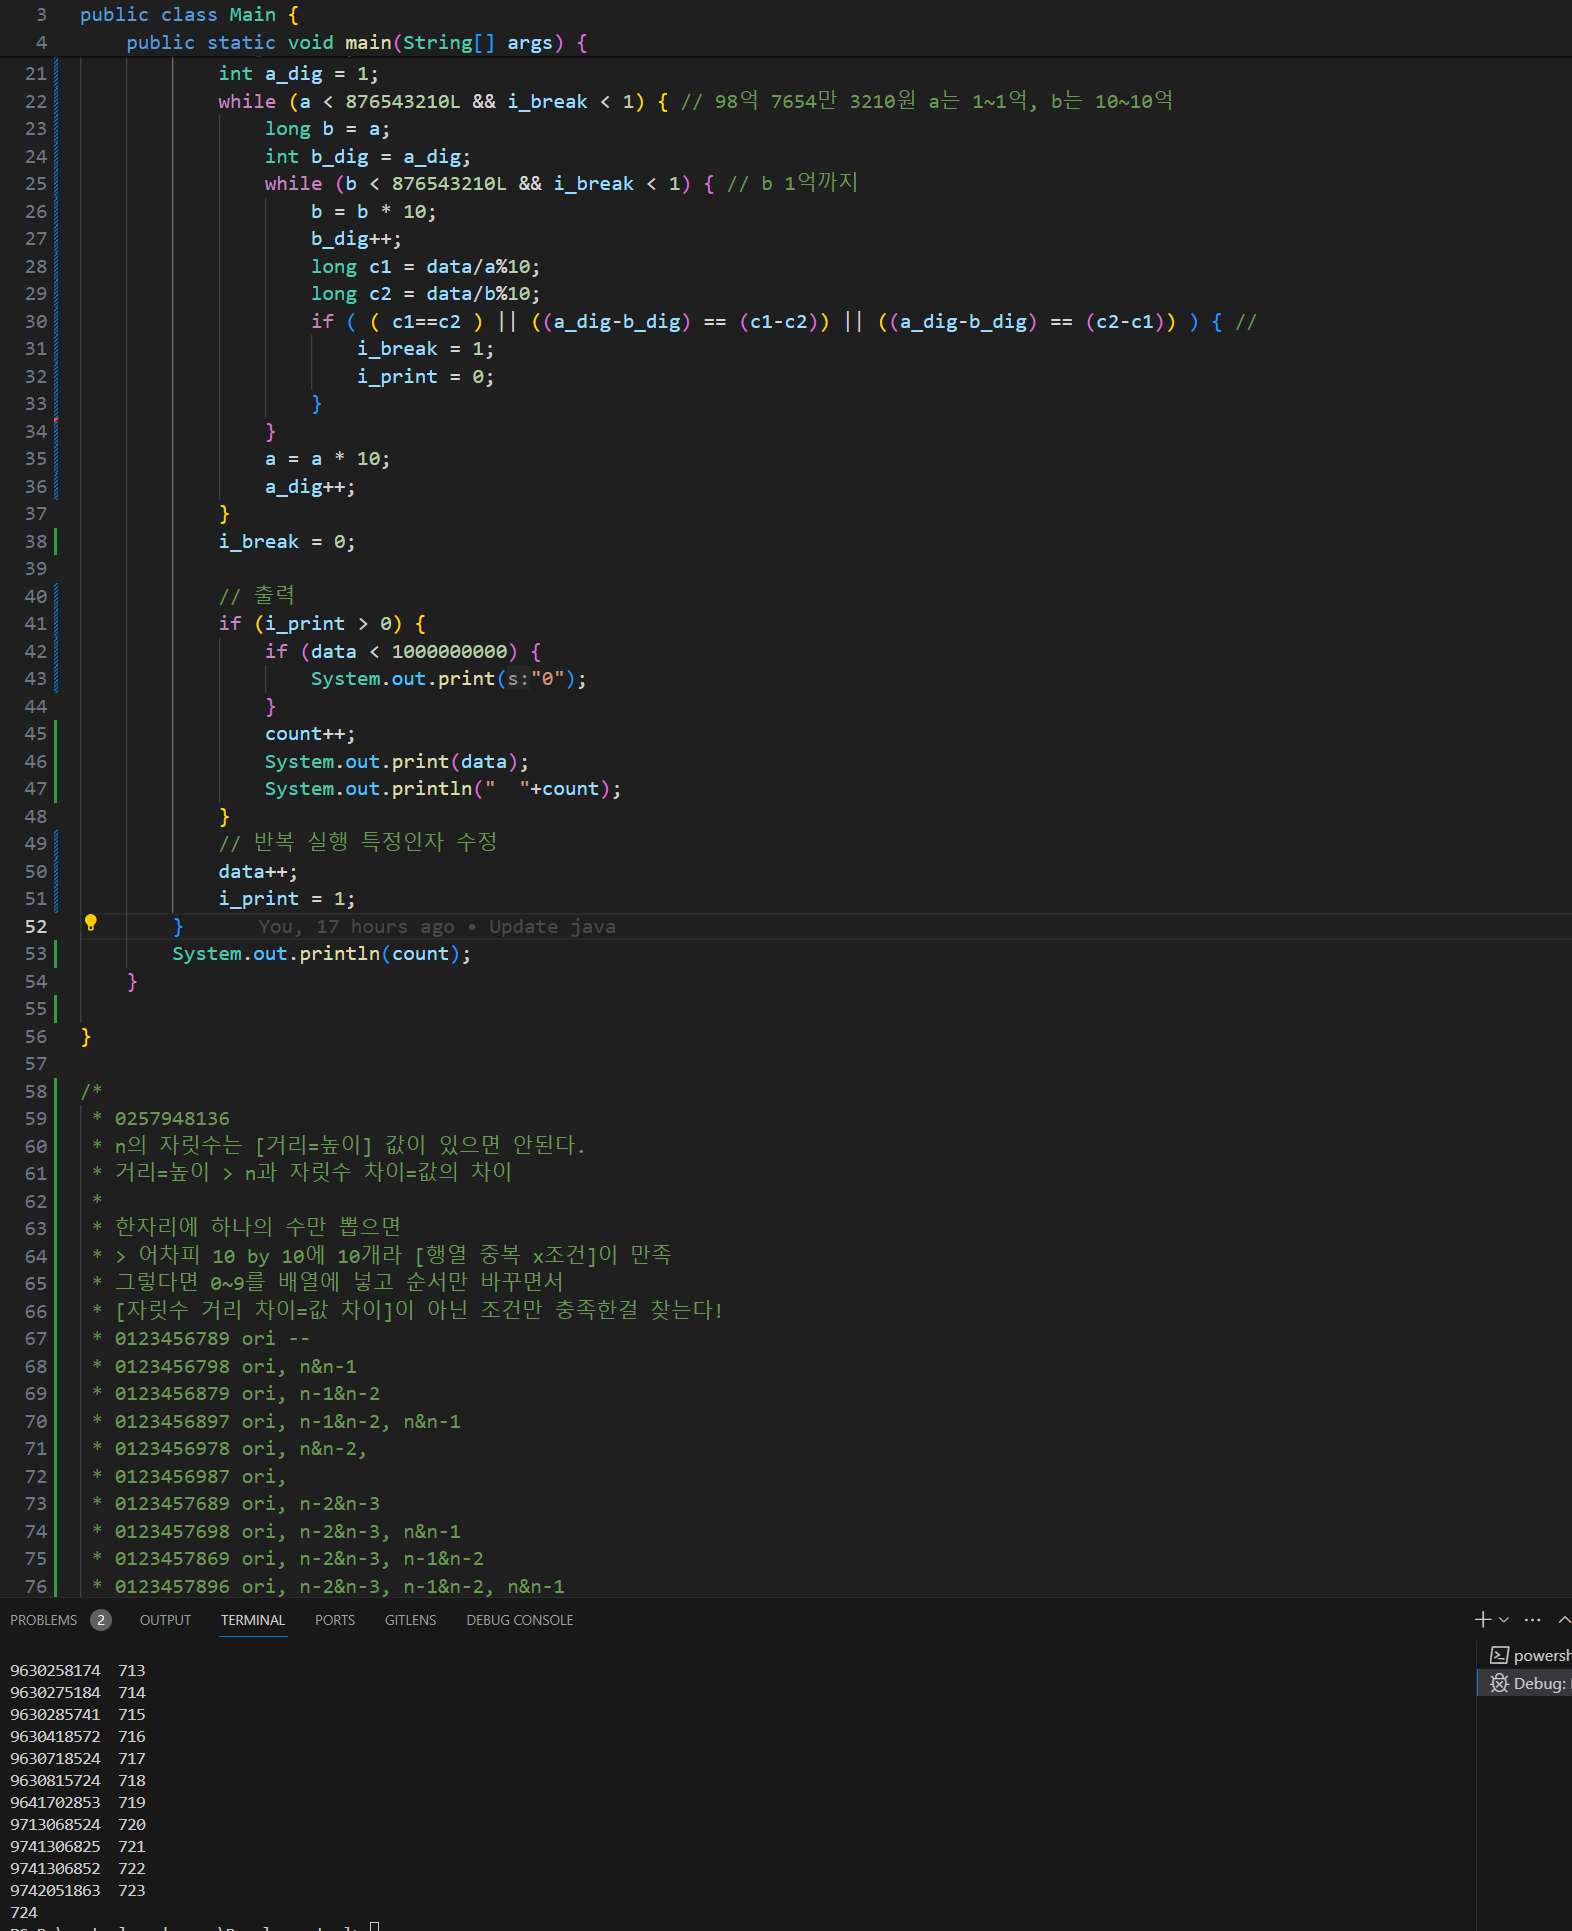 3 public class Main {
4 public static void main(String[] args) {
21 int a_dig = 1;
22 while (a < 876543210L && i_break < 1) { // 98억 7654만 3210원 a는 1~1억, b는 10~10억
23 long b = a;
24 int b_dig = a_dig;
25 while (b < 876543210L && i_break < 1) { // b 1억까지
26 b = b * 10;
27 b_dig++;
28 long c1 = data/a%10;
29 long c2 = data/b%10;
30 if ( ( c1==c2 ) || ((a_dig-b_dig) == (c1-c2)) || ((a_dig-b_dig) == (c2-c1)) ) { //
31 i_break = 1;
32 i_print = 0;
33 }
34 }
35 a = a * 10;
36 a_dig++;
37 }
38 i_break = 0;
39
40 // 출력
41 if (i_print > 0) {
42 if (data < 1000000000) {
43 System.out.print(s:"0");
44 }
45 count++;
46 System.out.print(data);
47 System.out.println("  "+count);
48 }
49 // 반복 실행 특정인자 수정
50 data++;
51 i_print = 1;
52 } You, 17 hours ago • Update java
53 System.out.println(count);
54 }
55
56 }
57
58 /*
59 * 0257948136
60 * n의 자릿수는 [거리=높이] 값이 있으면 안된다.
61 * 거리=높이 > n과 자릿수 차이=값의 차이
62 *
63 * 한자리에 하나의 수만 뽑으면
64 * > 어차피 10 by 10에 10개라 [행열 중복 x조건]이 만족
65 * 그렇다면 0~9를 배열에 넣고 순서만 바꾸면서
66 * [자릿수 거리 차이=값 차이]이 아닌 조건만 충족한걸 찾는다!
67 * 0123456789 ori --
68 * 0123456798 ori, n&n-1
69 * 0123456879 ori, n-1&n-2
70 * 0123456897 ori, n-1&n-2, n&n-1
71 * 0123456978 ori, n&n-2,
72 * 0123456987 ori,
73 * 0123457689 ori, n-2&n-3
74 * 0123457698 ori, n-2&n-3, n&n-1
75 * 0123457869 ori, n-2&n-3, n-1&n-2
76 * 0123457896 ori, n-2&n-3, n-1&n-2, n&n-1
PROBLEMS 2 OUTPUT TERMINAL PORTS GITLENS DEBUG CONSOLE
powersh
Debug:
9630258174 713
9630275184 714
9630285741 715
9630418572 716
9630718524 717
9630815724 718
9641702853 719
9713068524 720
9741306825 721
9741306852 722
9742051863 723
724